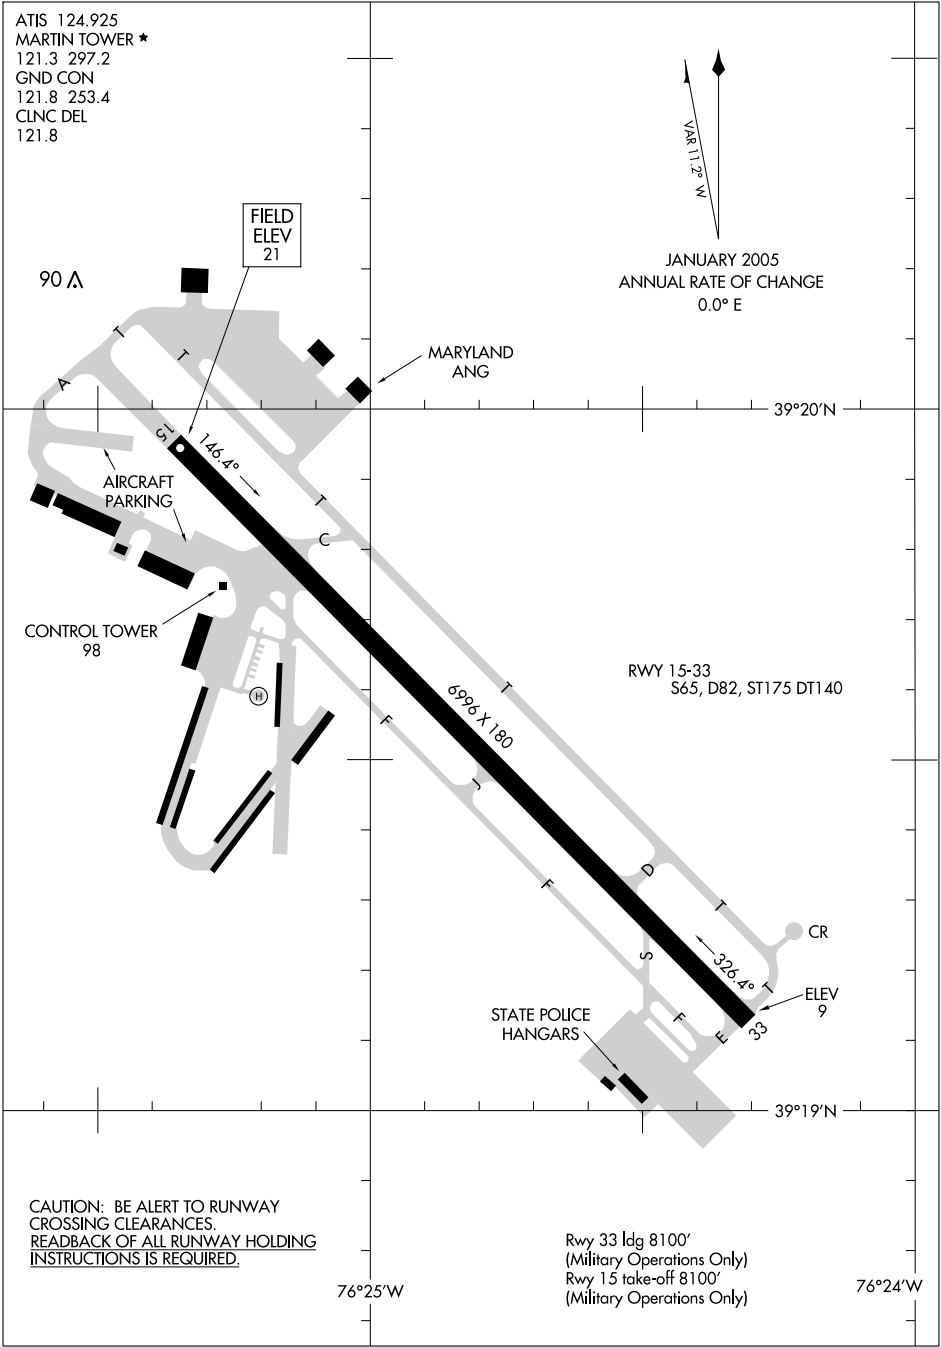 ATIS 124.925
MARTIN TOWER ★
121.3 297.2
GND CON
121.8 253.4
CLNC DEL
121.8
VAR 11.2° W
JANUARY 2005
ANNUAL RATE OF CHANGE
0.0° E
FIELD
ELEV
21
90
MARYLAND
ANG
T
T
A
39°20'N
15
146.4°
AIRCRAFT
PARKING
T
C
CONTROL TOWER
98
H
RWY 15-33
S65, D82, ST175 DT140
6996 X 180
T
F
J
F
D
T
CR
S
326.4°
T
ELEV
9
STATE POLICE
HANGARS
F
E
33
39°19'N
CAUTION: BE ALERT TO RUNWAY
CROSSING CLEARANCES.
READBACK OF ALL RUNWAY HOLDING
INSTRUCTIONS IS REQUIRED.
Rwy 33 ldg 8100'
(Military Operations Only)
Rwy 15 take-off 8100'
(Military Operations Only)
76°25'W
76°24'W